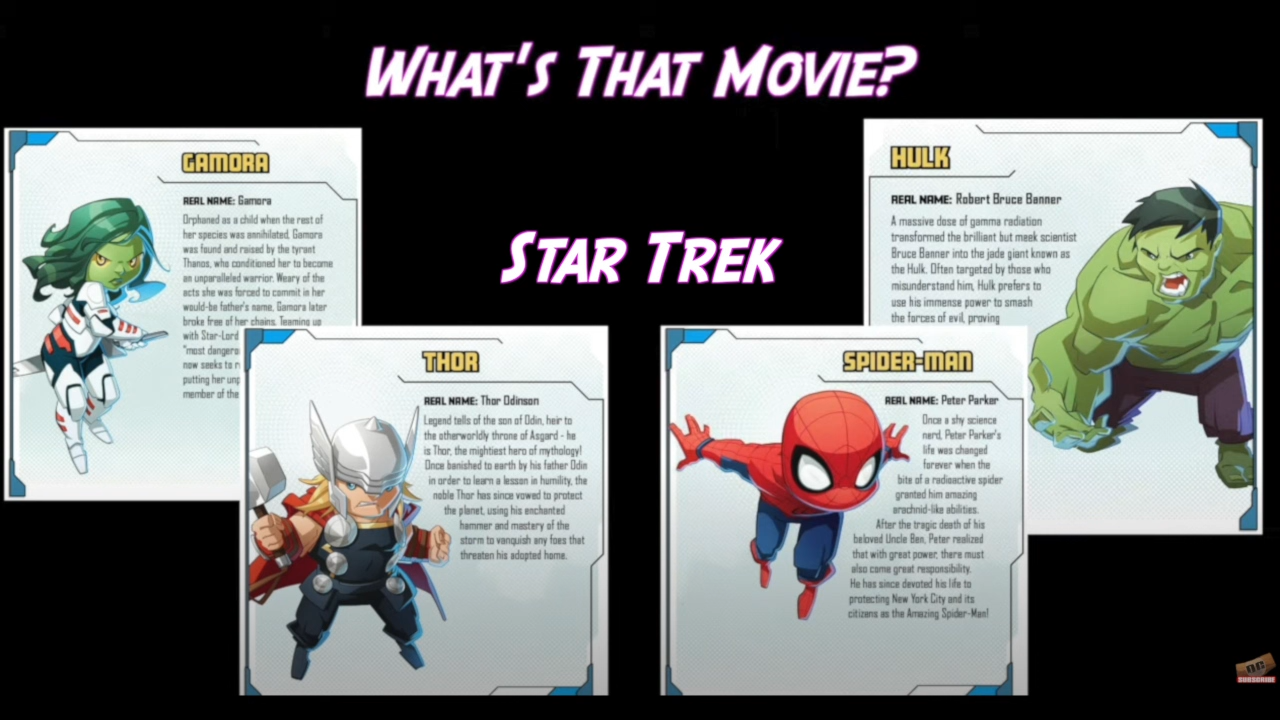 WHAT'S THAT MOVIE?
GAMORA
REAL NAME: Gamora
Orphaned as a child when the rest of
her species was annihilated, Gamora
was found and raised by the tyrant
Thanos, who conditioned her to become
an unparalleled warrior. Weary of the
acts she was forced to commit in her
would-be father's name, Gamora later
broke free of her chains. Teaming up
with Star-Lord
"most
now seeks to
putting her
member of the
STAR TREK
HULK
REAL NAME: Robert Bruce Banner
A massive dose of gamma radiation
transformed the brilliant but meek scientist
Bruce Banner into the jade giant known as
the Hulk. Often targeted by those who
misunderstand him, Hulk prefers to
use his immense power to smash
the forces of evil, proving
THOR
REAL NAME: Thor Odinson
Legend tells of the son of Odin, heir to
the otherworldly throne of Asgard - he
is Thor, the mightiest hero of mythology!
Once banished to earth by his father Odin
in order to learn a lesson in humility, the
noble Thor has since vowed to protect
the planet, using his enchanted
hammer and mastery of the
storm to vanquish any foes that
threaten his adopted home.
SPIDER-MAN
REAL NAME: Peter Parker
Once a shy science
nerd, Peter Parker's
life was changed
forever when the
bite of a radioactive spider
granted him amazing
arachnid-like abilities.
After the tragic death of his
beloved Uncle Ben, Peter realized
that with great power, there must
also come great responsibility.
He has since devoted his life to
protecting New York City and its
citizens as the Amazing Spider-Man!
SUBSCRIBE